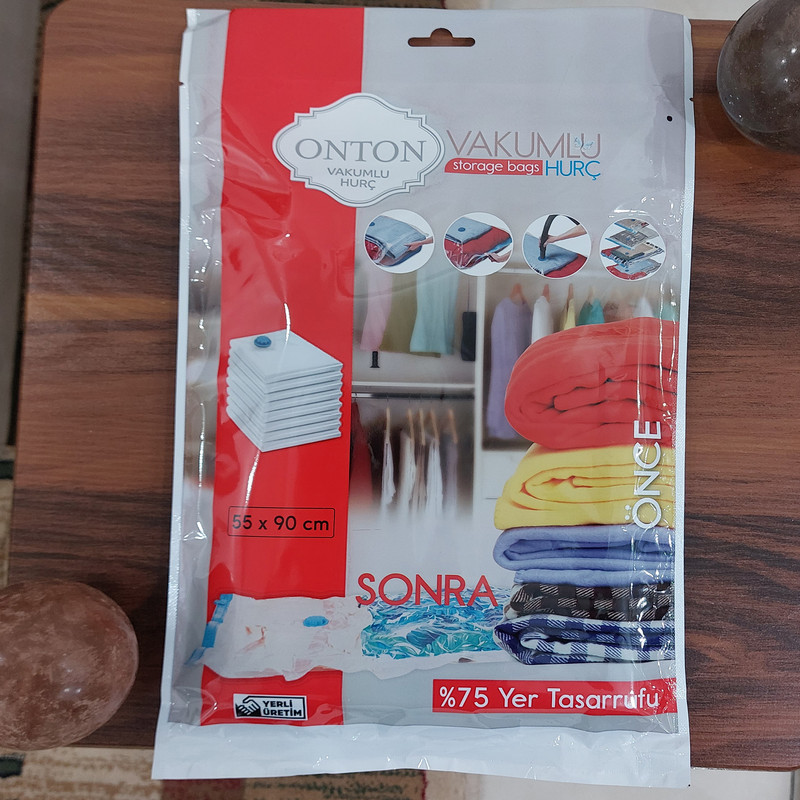 ONTON
VAKUMLU
HURÇ
VAKUMLU
storage bags HURÇ
ÖNCE
55 x 90 cm
SONRA
%75 Yer Tasarrufu
YERLİ
ÜRETİM